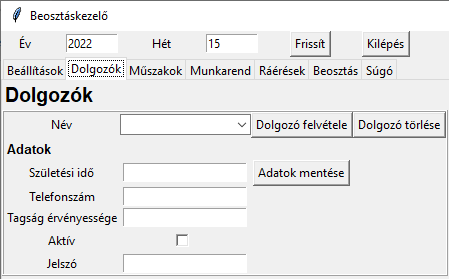 Beosztáskezelő
Év 2022 Hét 15 Frissít Kilépés
Beállítások Dolgozók Műszakok Munkarend Ráérések Beosztás Súgó
Dolgozók
Név Dolgozó felvétele Dolgozó törlése
Adatok
Születési idő Adatok mentése
Telefonszám
Tagság érvényessége
Aktív
Jelszó